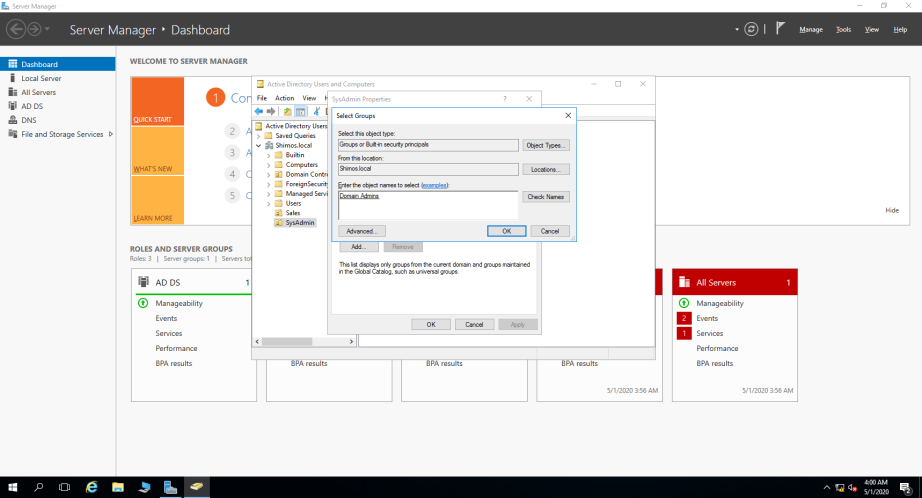 Server Manager
Server Manager • Dashboard
Manage Tools View Help
Dashboard
Local Server
All Servers
AD DS
DNS
File and Storage Services
WELCOME TO SERVER MANAGER
QUICK START
WHAT'S NEW
LEARN MORE
1 Con
2 A
3 A
4 C
5 C
Hide
Active Directory Users and Computers
File Action View H
Active Directory Users
Saved Queries
Shimos.local
Builtin
Computers
Domain Contr
ForeignSecurit
Managed Servi
Users
Sales
SysAdmin
SysAdmin Properties
?
Select Groups
Select this object type:
Groups or Built-in security principals
Object Types...
From this location:
Shimos.local
Locations...
Enter the object names to select (examples):
Domain Admins
Check Names
Advanced...
OK
Cancel
Add...
Remove
This list displays only groups from the current domain and groups maintained
in the Global Catalog, such as universal groups.
OK
Cancel
Apply
ROLES AND SERVER GROUPS
Roles: 3 | Server groups: 1 | Servers tot
AD DS 1
Manageability
Events
Services
Performance
BPA results
BPA results
BPA results
BPA results
5/1/2020 3:56 AM
All Servers 1
Manageability
2 Events
1 Services
Performance
BPA results
5/1/2020 3:56 AM
4:00 AM
5/1/2020